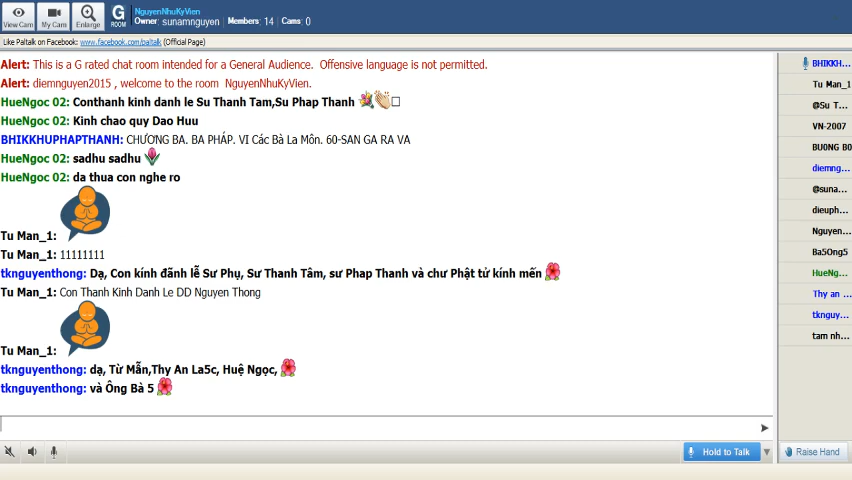 View Cam
My Cam
Enlarge
G
ROOM
NguyenNhuKyVien
Owner: sunamnguyen Members: 14 Cams: 0
Like Paltalk on Facebook: www.facebook.com/paltalk (Official Page)
Alert: This is a G rated chat room intended for a General Audience. Offensive language is not permitted.
Alert: diemnguyen2015 , welcome to the room NguyenNhuKyVien.
HueNgoc 02: Conthanh kinh danh le Su Thanh Tam,Su Phap Thanh
HueNgoc 02: Kinh chao quy Dao Huu
BHIKKHUPHAPTHANH: CHƯƠNG BA. BA PHÁP. VI Các Bà La Môn. 60-SAN GA RA VA
HueNgoc 02: sadhu sadhu
HueNgoc 02: da thua con nghe ro
Tu Man_1:
Tu Man_1: 11111111
tknguyenthong: Dạ, Con kính đãnh lễ Sư Phụ, Sư Thanh Tâm, sư Phap Thanh và chư Phật tử kính mến
Tu Man_1: Con Thanh Kinh Danh Le DD Nguyen Thong
Tu Man_1:
tknguyenthong: dạ, Từ Mẫn,Thy An La5c, Huệ Ngọc,
tknguyenthong: và Ông Bà 5
Hold to Talk
BHIKKH...
Tu Man_1
@Su T...
VN-2007
BU0NG B0
diemng...
@suna...
dieuph...
Nguyen...
Ba5Ong5
HueNg...
Thy an ...
tknguy...
tam nh...
Raise Hand